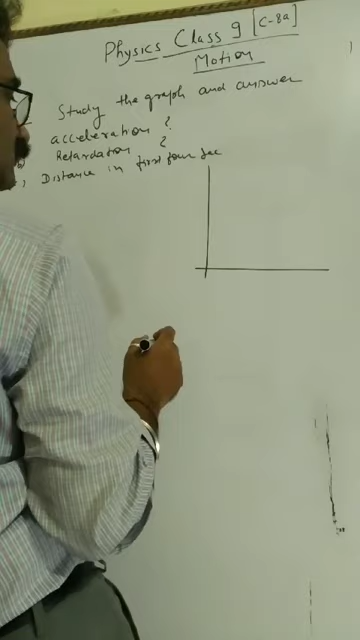 Physics Class 9 [C-8a]
Motion
Study the graph and answer
acceleration ?
Retardation ?
Distance in first four sec